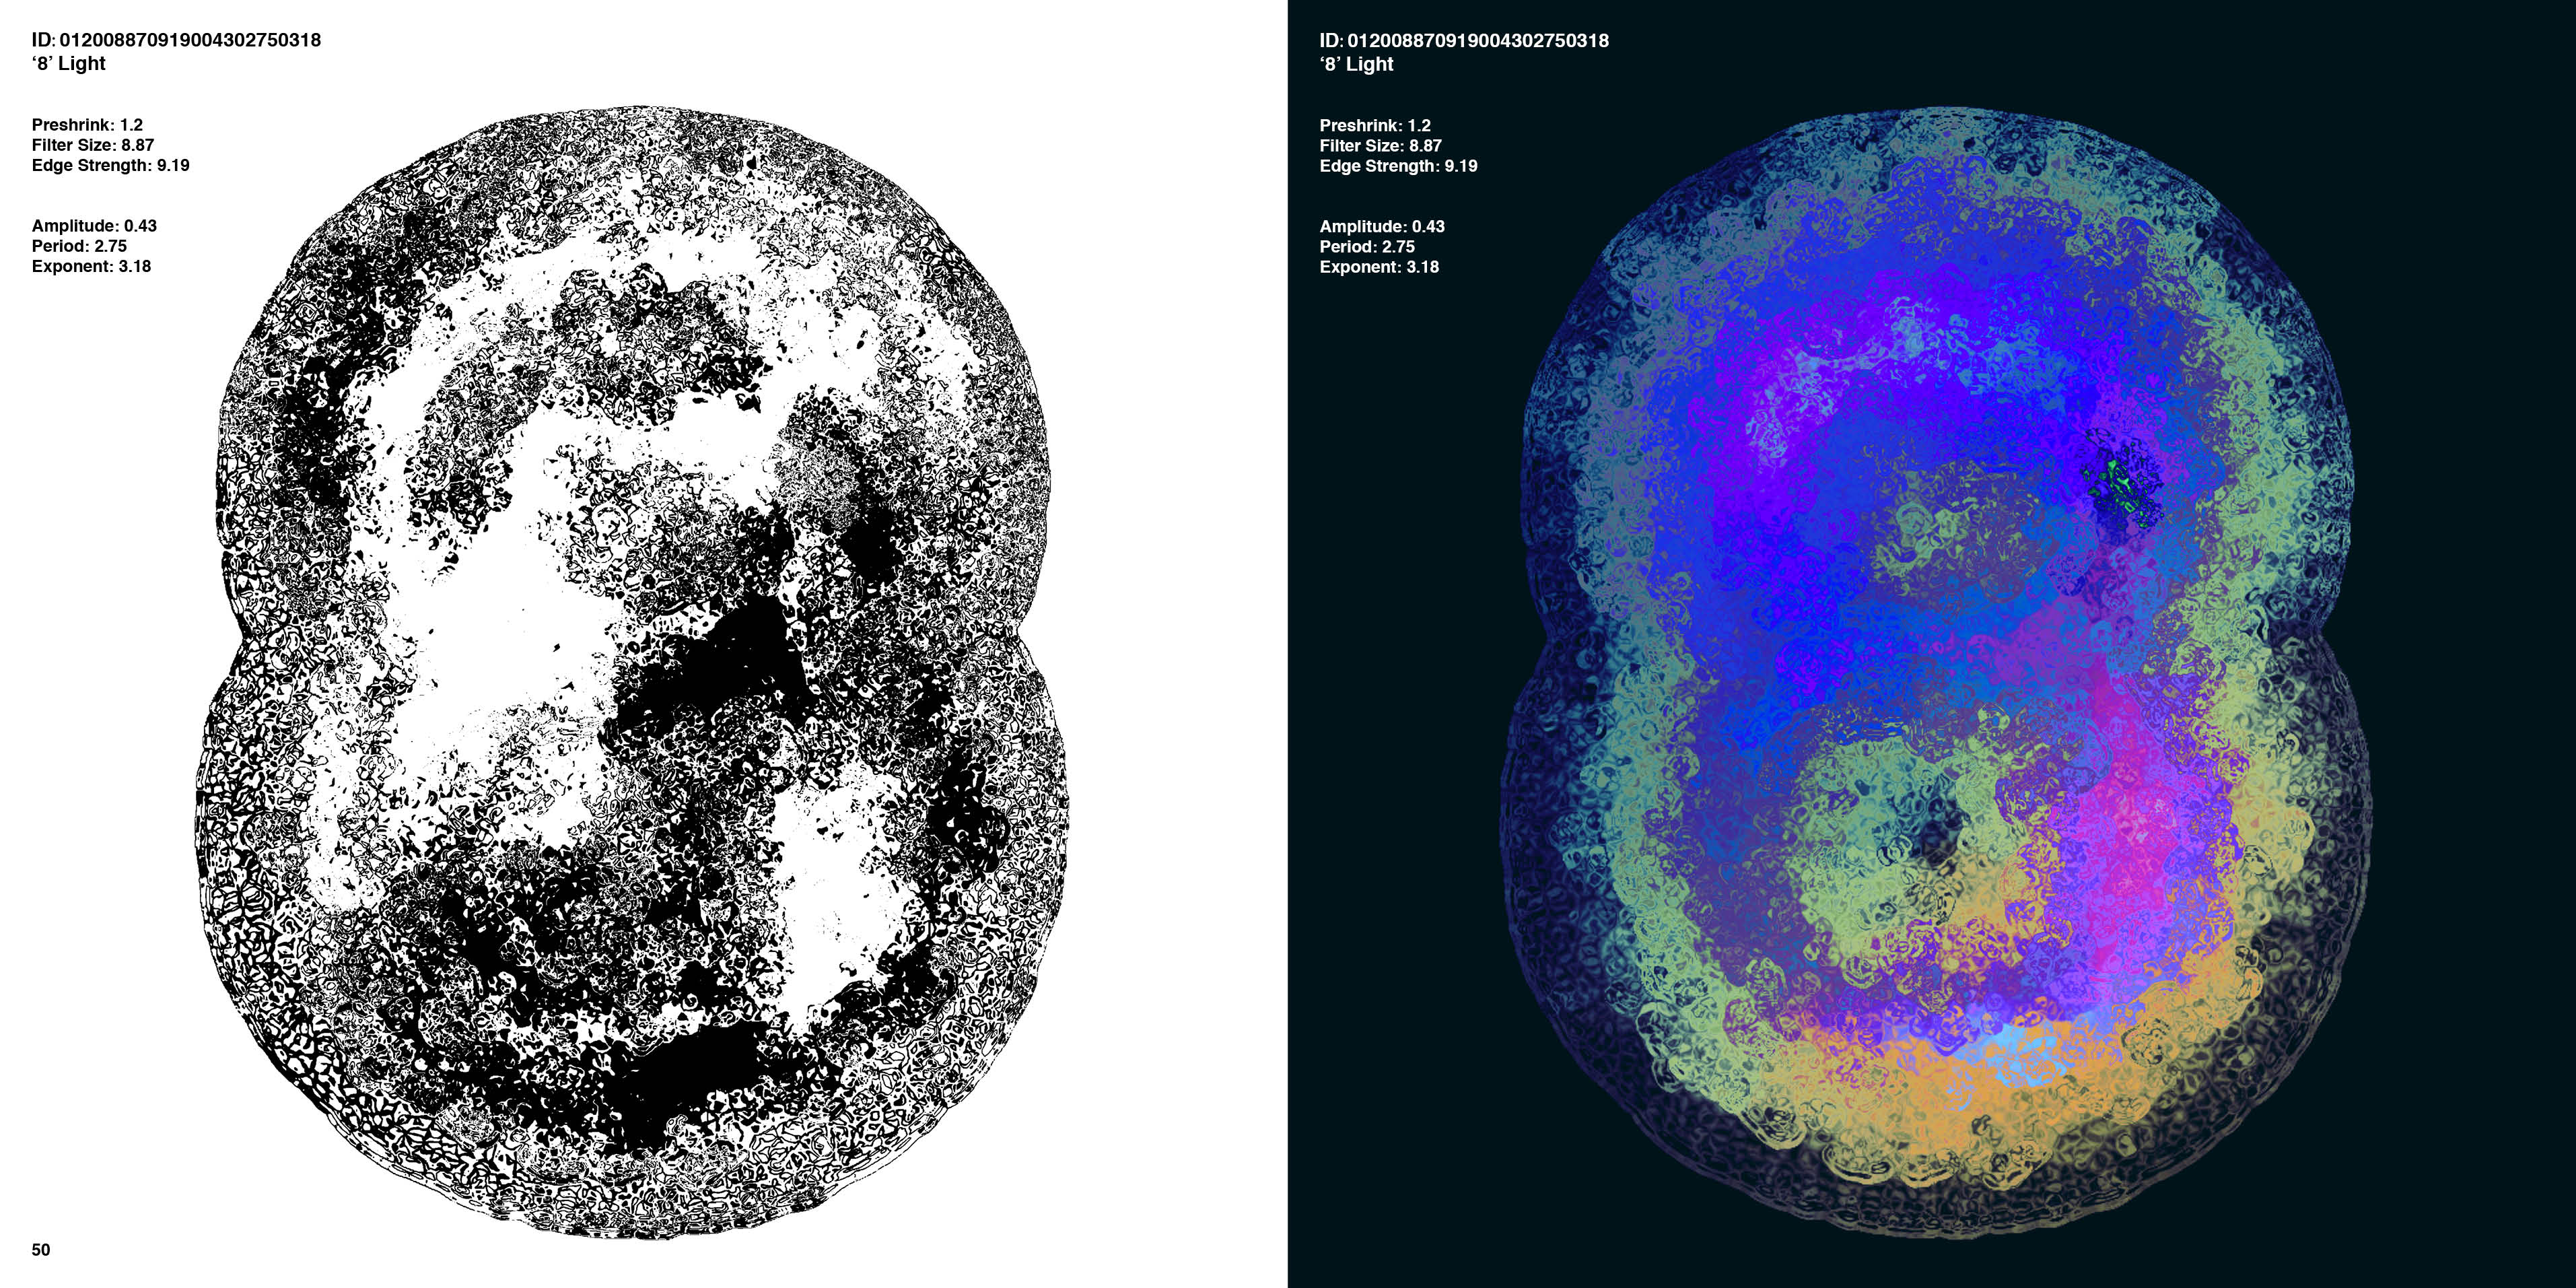 ID: 012008870919004302750318
‘8’ Light
Preshrink: 1.2
Filter Size: 8.87
Edge Strength: 9.19
Amplitude: 0.43
Period: 2.75
Exponent: 3.18
50
ID: 012008870919004302750318
‘8’ Light
Preshrink: 1.2
Filter Size: 8.87
Edge Strength: 9.19
Amplitude: 0.43
Period: 2.75
Exponent: 3.18